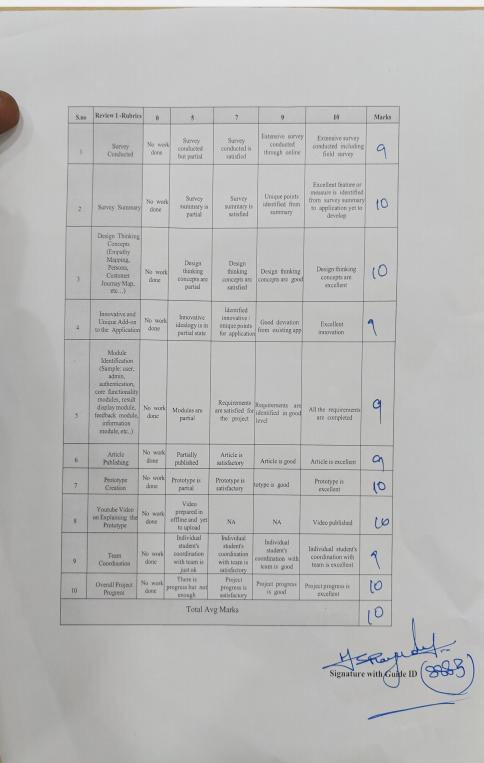 S.no Review I -Rubrics 0 5 7 9 10 Marks
1 Survey Conducted No work done Survey conducted but partial Survey conducted is satisfied Extensive survey conducted through online Extensive survey conducted including field survey 9
2 Survey Summary No work done Survey summary is partial Survey summary is satisfied Unique points identified from summary Excellent feature or measure is identified from survey summary to application yet to develop 10
3 Design Thinking Concepts (Empathy Mapping, Persona, Customer Journey Map, etc...) No work done Design thinking concepts are partial Design thinking concepts are satisfied Design thinking concepts are good Design thinking concepts are excellent 10
4 Innovative and Unique Add-on to the Application No work done Innovative idealogy is in partial state Identified innovative / unique points for application Good deviation from existing app Excellent innovation 9
5 Module Identification (Sample: user, admin, authentication, core functionality modules, result display module, feedback module, information module, etc..) No work done Modules are partial Requirements are satisfied for the project Requirements are identified in good level All the requirements are completed 9
6 Article Publishing No work done Partially published Article is satisfactory Article is good Article is excellent 9
7 Prototype Creation No work done Prototype is partial Prototype is satisfactory totype is good Prototype is excellent 10
8 Youtube Video on Explaining the Prototype No work done Video prepared in offline and yet to upload NA NA Video published 10
9 Team Coordination No work done Individual student's coordination with team is just ok Individual student's coordination with team is satisfactory Individual student's coordination with team is good Individual student's coordination with team is excellent 9
10 Overall Project Progress No work done There is progress but not enough Project progress is satisfactory Project progress is good Project progress is excellent 10
Total Avg Marks 10
Signature with Guide ID (8883)